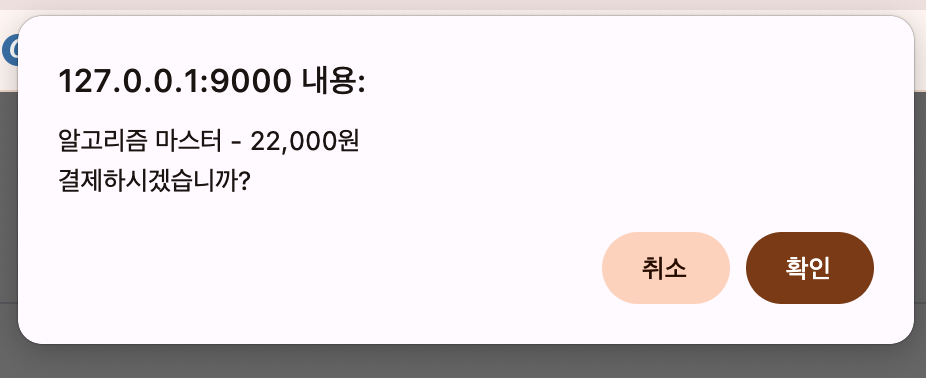 127.0.0.1:9000 내용:
알고리즘 마스터 - 22,000원
결제하시겠습니까?
취소 확인